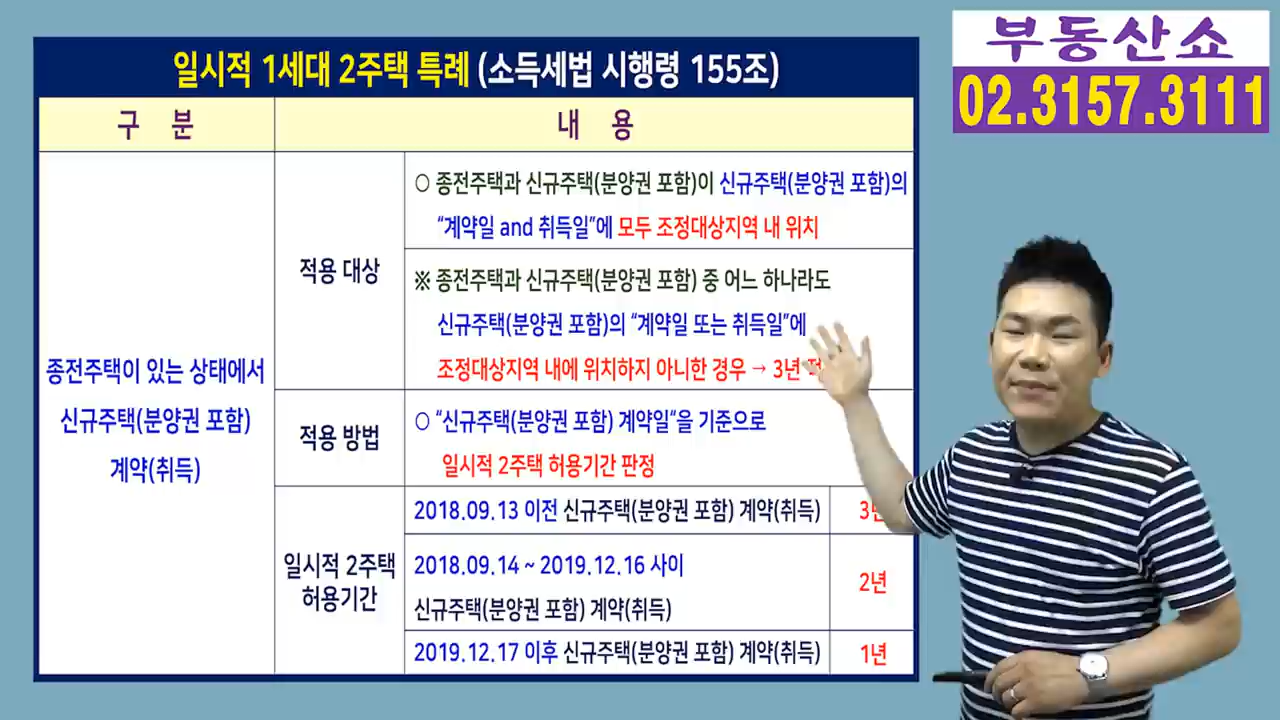 일시적 1세대 2주택 특례 (소득세법 시행령 155조)
부동산쇼
02.3157.3111
구 분
내 용
종전주택이 있는 상태에서
신규주택(분양권 포함)
계약(취득)
적용 대상
○ 종전주택과 신규주택(분양권 포함)이 신규주택(분양권 포함)의
“계약일 and 취득일”에 모두 조정대상지역 내 위치
※ 종전주택과 신규주택(분양권 포함) 중 어느 하나라도
신규주택(분양권 포함)의 “계약일 또는 취득일”에
조정대상지역 내에 위치하지 아니한 경우 → 3년
적용 방법
○ “신규주택(분양권 포함) 계약일“을 기준으로
일시적 2주택 허용기간 판정
일시적 2주택
허용기간
2018.09.13 이전 신규주택(분양권 포함) 계약(취득)
3년
2018.09.14 ~ 2019.12.16 사이
신규주택(분양권 포함) 계약(취득)
2년
2019.12.17 이후 신규주택(분양권 포함) 계약(취득)
1년